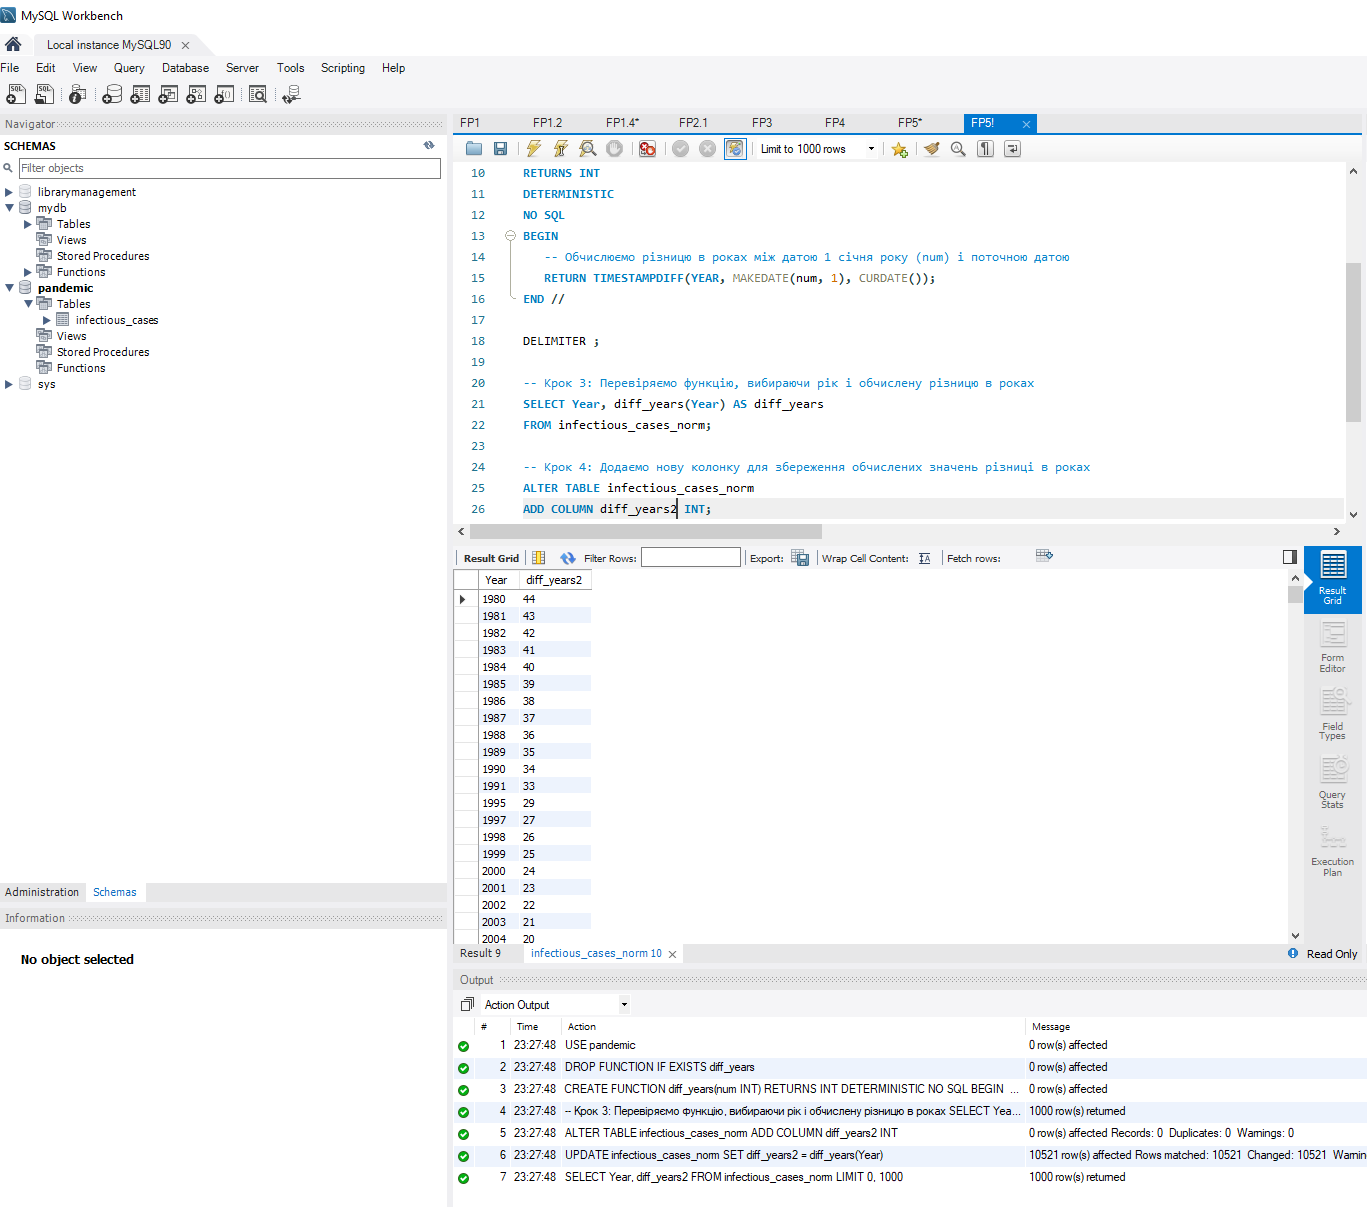 MySQL Workbench
Local instance MySQL90
File Edit View Query Database Server Tools Scripting Help
Navigator
SCHEMAS
Filter objects
librarymanagement
mydb
Tables
Views
Stored Procedures
Functions
pandemic
Tables
infectious_cases
Views
Stored Procedures
Functions
sys
Administration Schemas
Information
No object selected
FP1 FP1.2 FP1.4* FP2.1 FP3 FP4 FP5* FP5!
Limit to 1000 rows
10 RETURNS INT
11 DETERMINISTIC
12 NO SQL
13 BEGIN
14 -- Обчислюємо різницю в роках між датою 1 січня року (num) і поточною датою
15 RETURN TIMESTAMPDIFF(YEAR, MAKEDATE(num, 1), CURDATE());
16 END //
17
18 DELIMITER ;
19
20 -- Крок 3: Перевіряємо функцію, вибираючи рік і обчислену різницю в роках
21 SELECT Year, diff_years(Year) AS diff_years
22 FROM infectious_cases_norm;
23
24 -- Крок 4: Додаємо нову колонку для збереження обчислених значень різниці в роках
25 ALTER TABLE infectious_cases_norm
26 ADD COLUMN diff_years2 INT;
Result Grid Filter Rows: Export: Wrap Cell Content: Fetch rows:
Year diff_years2
1980 44
1981 43
1982 42
1983 41
1984 40
1985 39
1986 38
1987 37
1988 36
1989 35
1990 34
1991 33
1995 29
1997 27
1998 26
1999 25
2000 24
2001 23
2002 22
2003 21
2004 20
Result Grid
Form Editor
Field Types
Query Stats
Execution Plan
Result 9 infectious_cases_norm 10 Read Only
Output
Action Output
# Time Action Message
1 23:27:48 USE pandemic 0 row(s) affected
2 23:27:48 DROP FUNCTION IF EXISTS diff_years 0 row(s) affected
3 23:27:48 CREATE FUNCTION diff_years(num INT) RETURNS INT DETERMINISTIC NO SQL BEGIN ... 0 row(s) affected
4 23:27:48 -- Крок 3: Перевіряємо функцію, вибираючи рік і обчислену різницю в роках SELECT Yea... 1000 row(s) returned
5 23:27:48 ALTER TABLE infectious_cases_norm ADD COLUMN diff_years2 INT 0 row(s) affected Records: 0 Duplicates: 0 Warnings: 0
6 23:27:48 UPDATE infectious_cases_norm SET diff_years2 = diff_years(Year) 10521 row(s) affected Rows matched: 10521 Changed: 10521 Warnin
7 23:27:48 SELECT Year, diff_years2 FROM infectious_cases_norm LIMIT 0, 1000 1000 row(s) returned